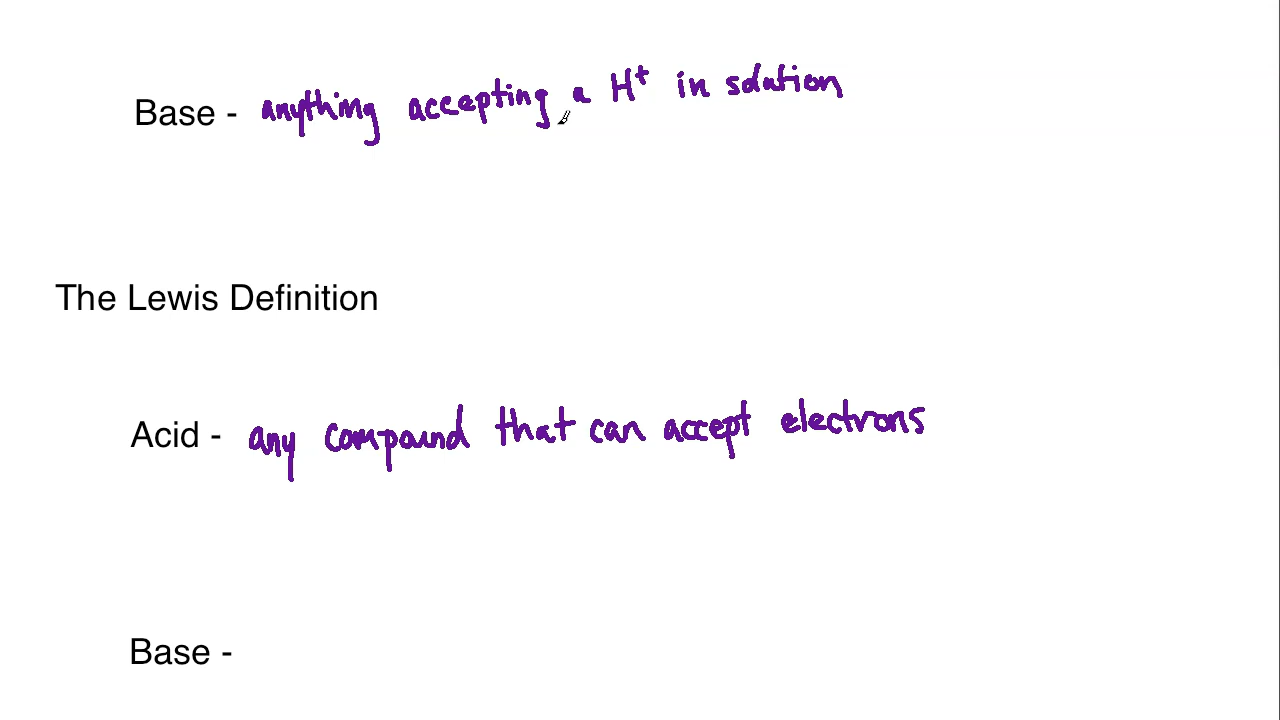 Base - anything accepting a H+ in solution
The Lewis Definition
Acid - any compound that can accept electrons
Base -